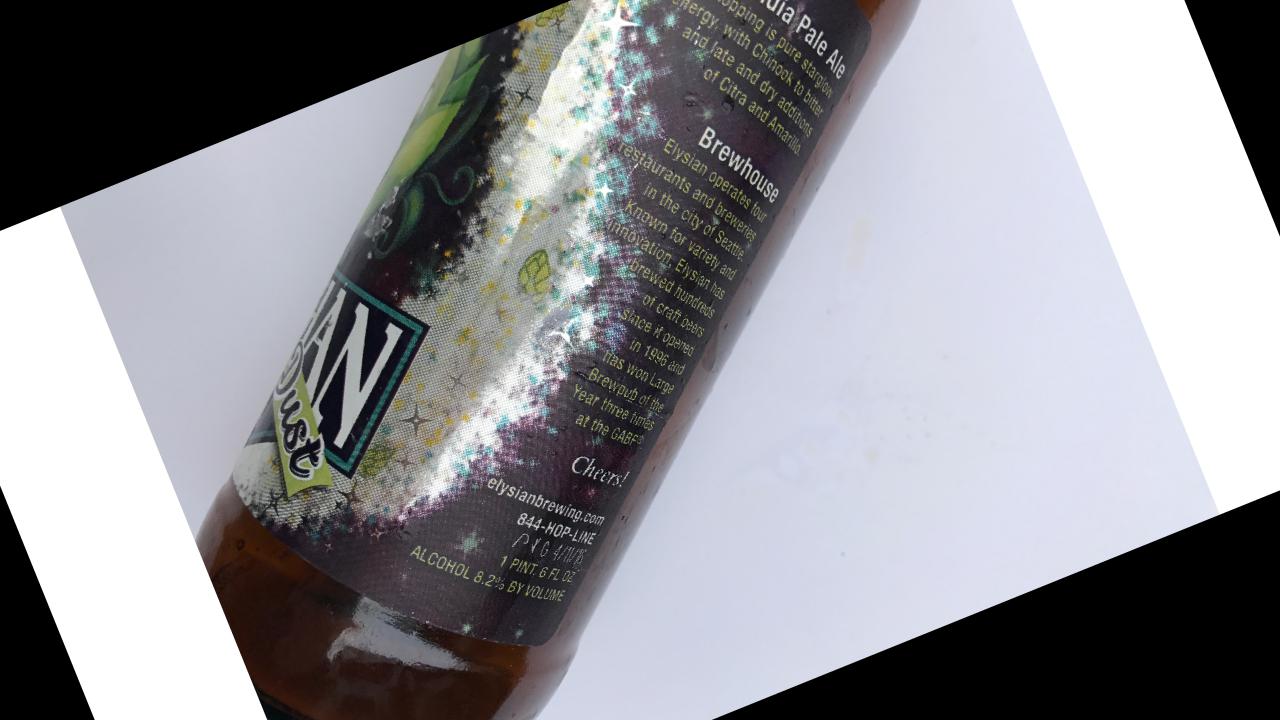 Pale Ale
is pure starglow
energy, with Chinook to bitter
and late and dry additions
of Citra and Amarillo.
Brewhouse
Elysian operates four
restaurants and breweries
in the city of Seattle.
Known for variety and
innovation, Elysian has
brewed hundreds
of craft beers
since it opened
in 1996 and
has won Large
Brewpub of the
Year three times
at the GABF®
Cheers!
elysianbrewing.com
844-HOP-LINE
1 PINT. 6 FL OZ
ALCOHOL 8.2% BY VOLUME
AN
Dust